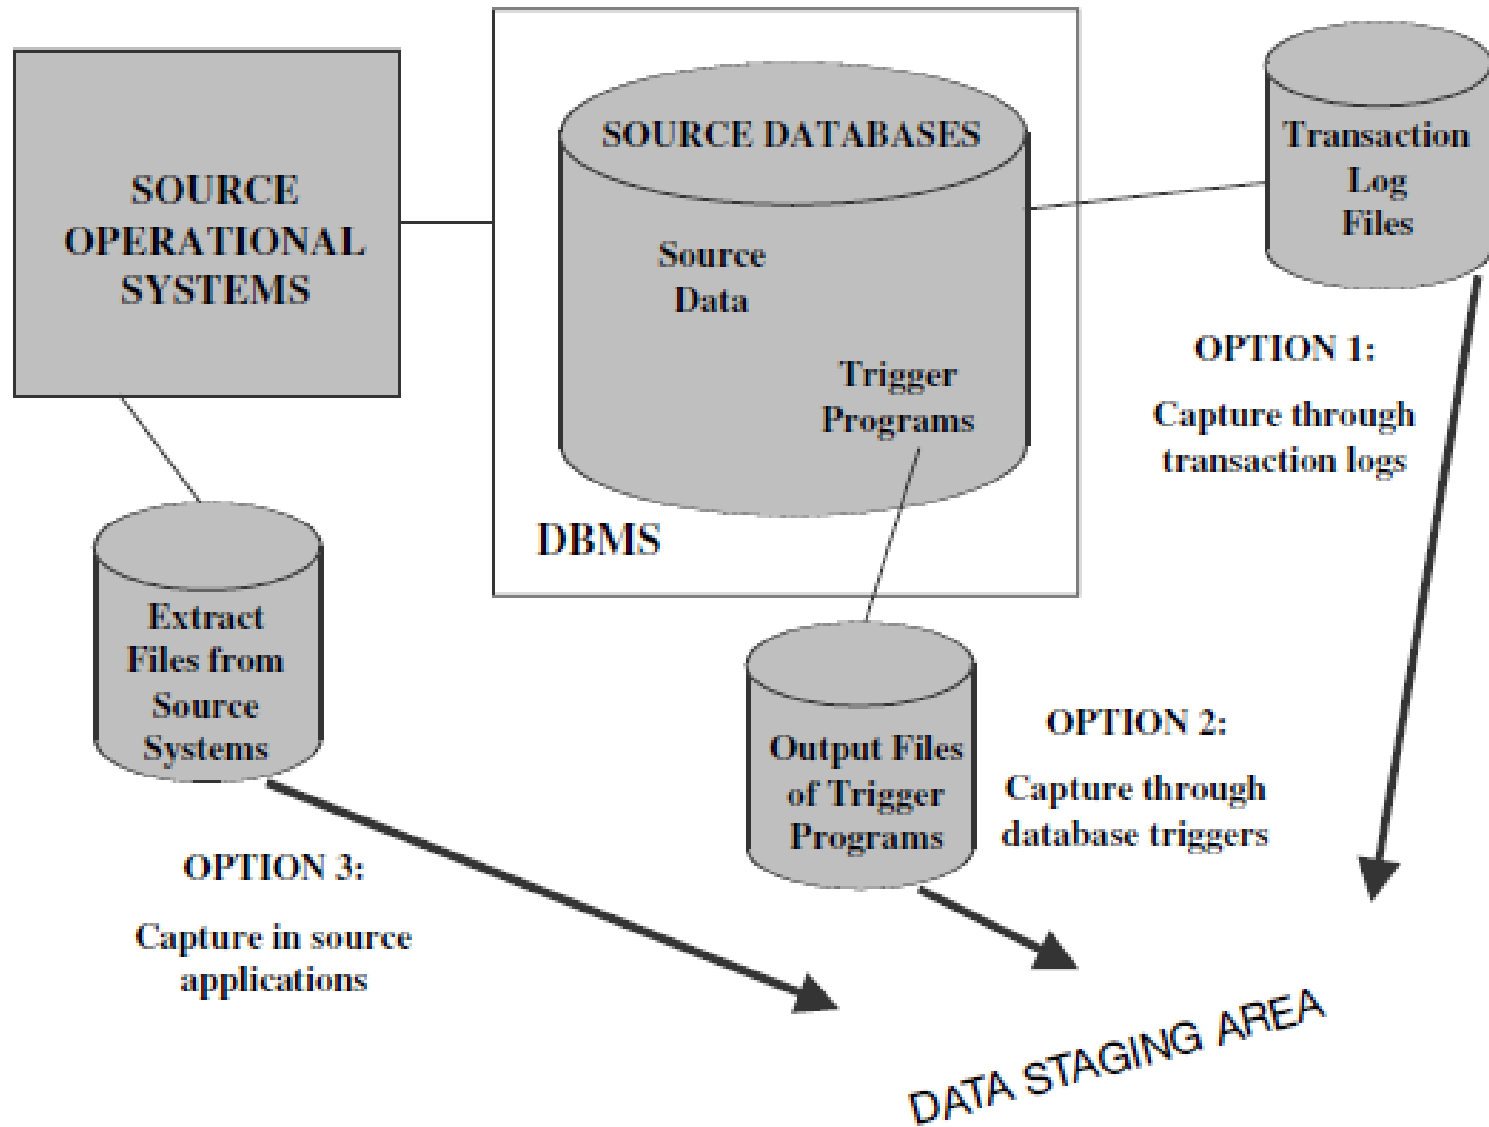 SOURCE
OPERATIONAL
SYSTEMS
SOURCE DATABASES
Source
Data
Trigger
Programs
DBMS
Transaction
Log
Files
OPTION 1:
Capture through
transaction logs
Extract
Files from
Source
Systems
OPTION 3:
Capture in source
applications
Output Files
of Trigger
Programs
OPTION 2:
Capture through
database triggers
DATA STAGING AREA